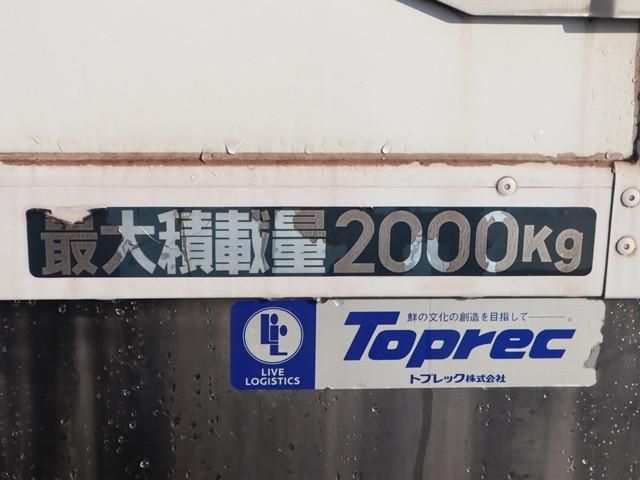 最大積載量2000Kg
鮮の文化の創造を目指して――。
Toprec
トプレック株式会社
LIVE
LOGISTICS